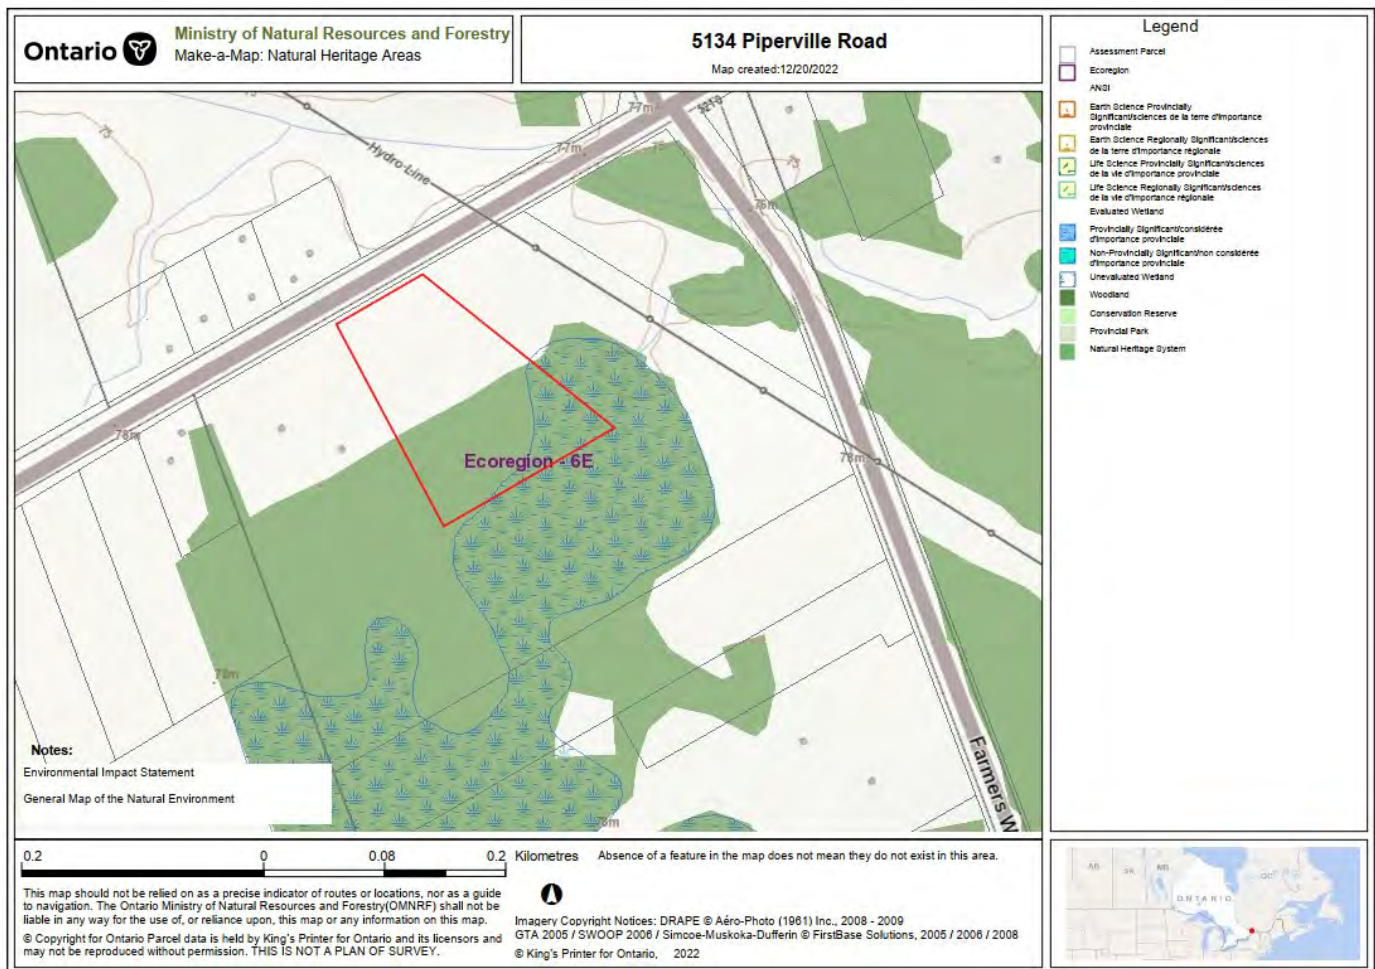 Ontario
Ministry of Natural Resources and Forestry
Make-a-Map: Natural Heritage Areas
5134 Piperville Road
Map created:12/20/2022
Legend
Assessment Parcel
Ecoregion
ANSI
Earth Science Provincially
Significant/sciences de la terre d'importance
provinciale
Earth Science Regionally Significant/sciences
de la terre d'importance régionale
Life Science Provincially Significant/sciences
de la vie d'importance provinciale
Life Science Regionally Significant/sciences
de la vie d'importance régionale
Evaluated Wetland
Provincially Significant/considérée
d'importance provinciale
Non-Provincially Significant/non considérée
d'importance provinciale
Unevaluated Wetland
Woodland
Conservation Reserve
Provincial Park
Natural Heritage System
75
77m
5210
77m
75
75
Hydro-Line
76m
78m
78m
Ecoregion - 6E
78m
78m
Farmers W
Notes:
Environmental Impact Statement
General Map of the Natural Environment
0.2
0
0.08
0.2
Kilometres
Absence of a feature in the map does not mean they do not exist in this area.
This map should not be relied on as a precise indicator of routes or locations, nor as a guide
to navigation. The Ontario Ministry of Natural Resources and Forestry(OMNRF) shall not be
liable in any way for the use of, or reliance upon, this map or any information on this map.
© Copyright for Ontario Parcel data is held by King's Printer for Ontario and its licensors and
may not be reproduced without permission. THIS IS NOT A PLAN OF SURVEY.
Imagery Copyright Notices: DRAPE © Aéro-Photo (1961) Inc., 2008 - 2009
GTA 2005 / SWOOP 2006 / Simcoe-Muskoka-Dufferin © FirstBase Solutions, 2005 / 2006 / 2008
© King's Printer for Ontario, 2022
AB
SK
MB
ONTARIO
QC